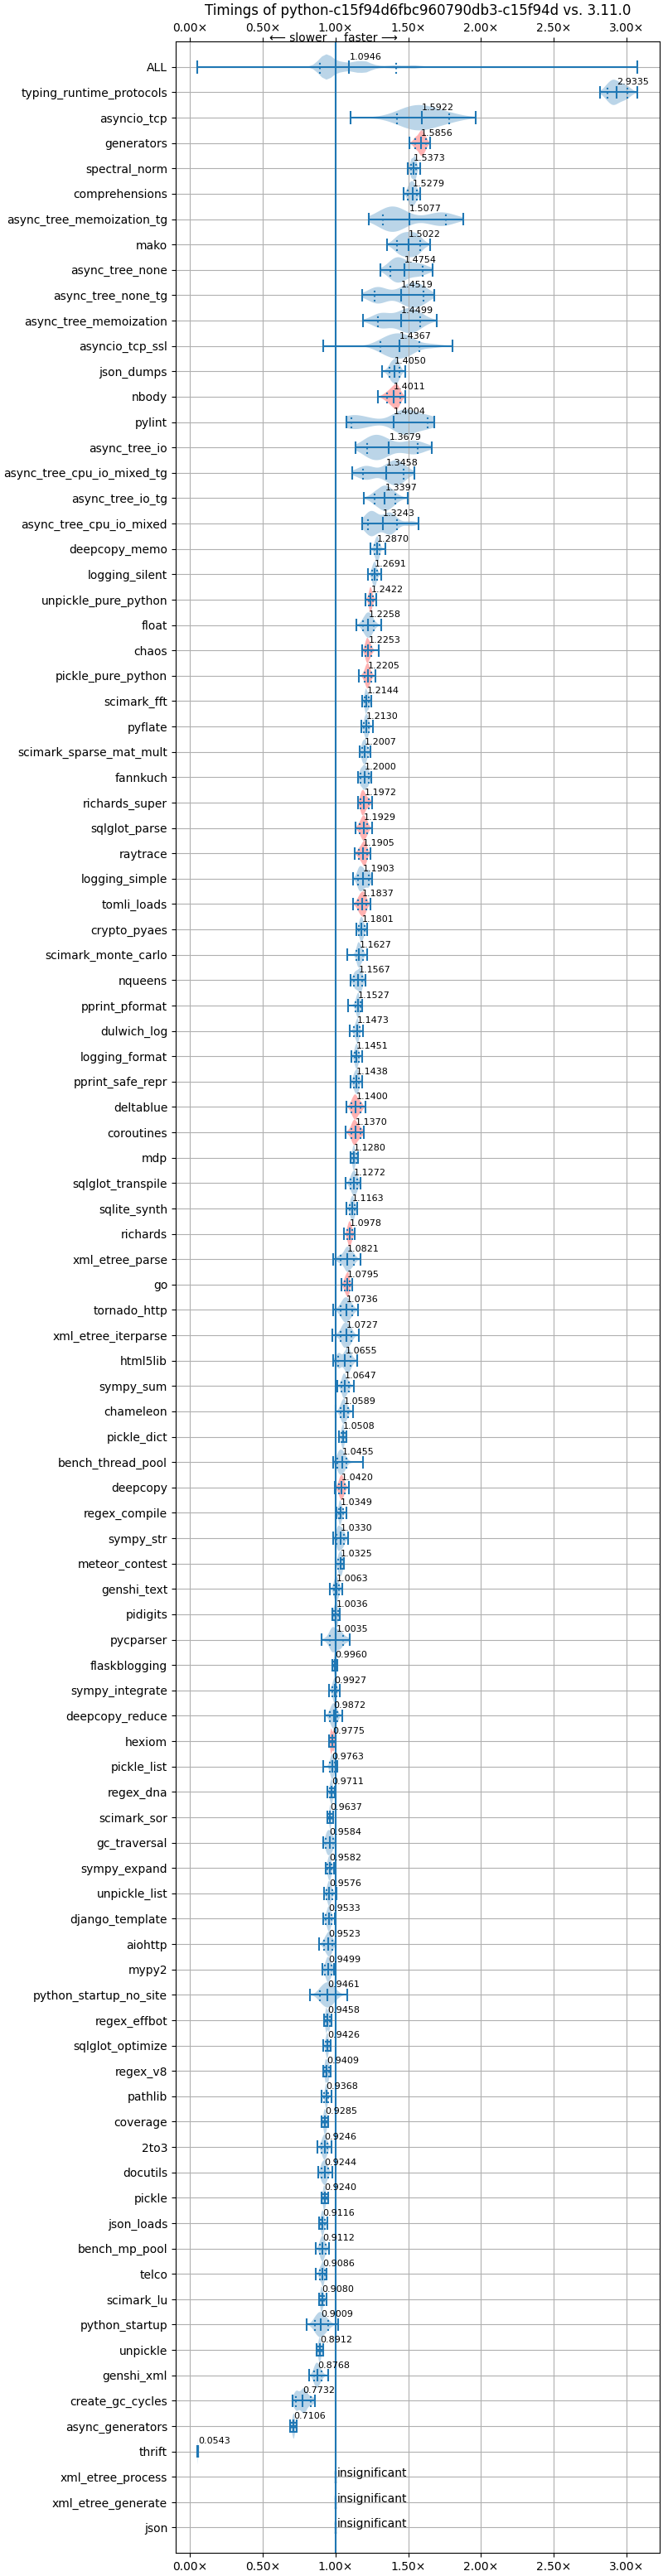 Timings of python-c15f94d6fbc960790db3-c15f94d vs. 3.11.0
0.00× 0.50× 1.00× 1.50× 2.00× 2.50× 3.00×
⟵ slower faster ⟶
ALL 1.0946
typing_runtime_protocols 2.9335
asyncio_tcp 1.5922
generators 1.5856
spectral_norm 1.5373
comprehensions 1.5279
async_tree_memoization_tg 1.5077
mako 1.5022
async_tree_none 1.4754
async_tree_none_tg 1.4519
async_tree_memoization 1.4499
asyncio_tcp_ssl 1.4367
json_dumps 1.4050
nbody 1.4011
pylint 1.4004
async_tree_io 1.3679
async_tree_cpu_io_mixed_tg 1.3458
async_tree_io_tg 1.3397
async_tree_cpu_io_mixed 1.3243
deepcopy_memo 1.2870
logging_silent 1.2691
unpickle_pure_python 1.2422
float 1.2258
chaos 1.2253
pickle_pure_python 1.2205
scimark_fft 1.2144
pyflate 1.2130
scimark_sparse_mat_mult 1.2007
fannkuch 1.2000
richards_super 1.1972
sqlglot_parse 1.1929
raytrace 1.1905
logging_simple 1.1903
tomli_loads 1.1837
crypto_pyaes 1.1801
scimark_monte_carlo 1.1627
nqueens 1.1567
pprint_pformat 1.1527
dulwich_log 1.1473
logging_format 1.1451
pprint_safe_repr 1.1438
deltablue 1.1400
coroutines 1.1370
mdp 1.1280
sqlglot_transpile 1.1272
sqlite_synth 1.1163
richards 1.0978
xml_etree_parse 1.0821
go 1.0795
tornado_http 1.0736
xml_etree_iterparse 1.0727
html5lib 1.0655
sympy_sum 1.0647
chameleon 1.0589
pickle_dict 1.0508
bench_thread_pool 1.0455
deepcopy 1.0420
regex_compile 1.0349
sympy_str 1.0330
meteor_contest 1.0325
genshi_text 1.0063
pidigits 1.0036
pycparser 1.0035
flaskblogging 0.9960
sympy_integrate 0.9927
deepcopy_reduce 0.9872
hexiom 0.9775
pickle_list 0.9763
regex_dna 0.9711
scimark_sor 0.9637
gc_traversal 0.9584
sympy_expand 0.9582
unpickle_list 0.9576
django_template 0.9533
aiohttp 0.9523
mypy2 0.9499
python_startup_no_site 0.9461
regex_effbot 0.9458
sqlglot_optimize 0.9426
regex_v8 0.9409
pathlib 0.9368
coverage 0.9285
2to3 0.9246
docutils 0.9244
pickle 0.9240
json_loads 0.9116
bench_mp_pool 0.9112
telco 0.9086
scimark_lu 0.9080
python_startup 0.9009
unpickle 0.8912
genshi_xml 0.8768
create_gc_cycles 0.7732
async_generators 0.7106
thrift 0.0543
xml_etree_process insignificant
xml_etree_generate insignificant
json insignificant
0.00× 0.50× 1.00× 1.50× 2.00× 2.50× 3.00×